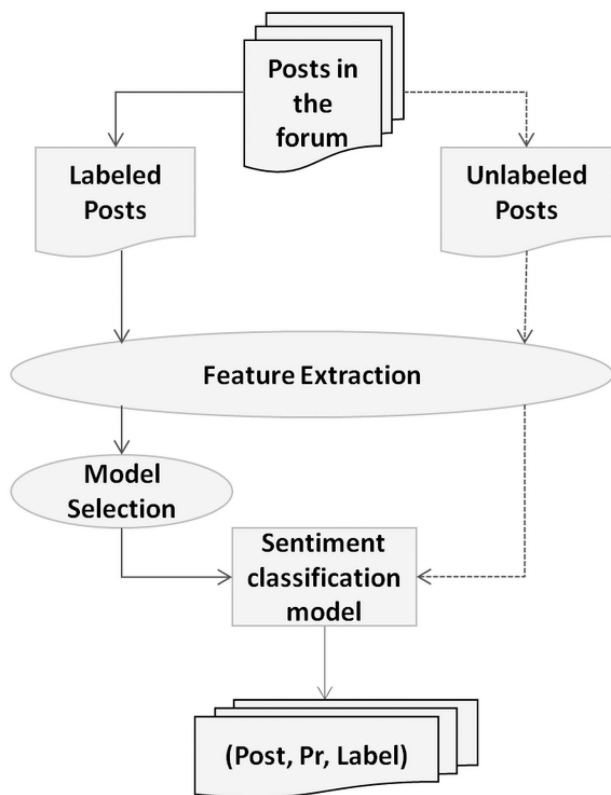 Posts in
the
forum
Labeled
Posts
Unlabeled
Posts
Feature Extraction
Model
Selection
Sentiment
classification
model
(Post, Pr, Label)